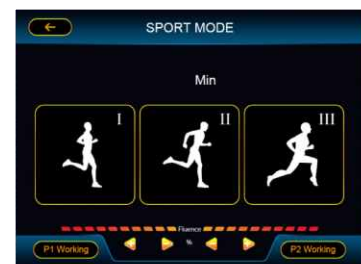 SPORT MODE
Min
I II III
Fluence
P1 Working % P2 Working